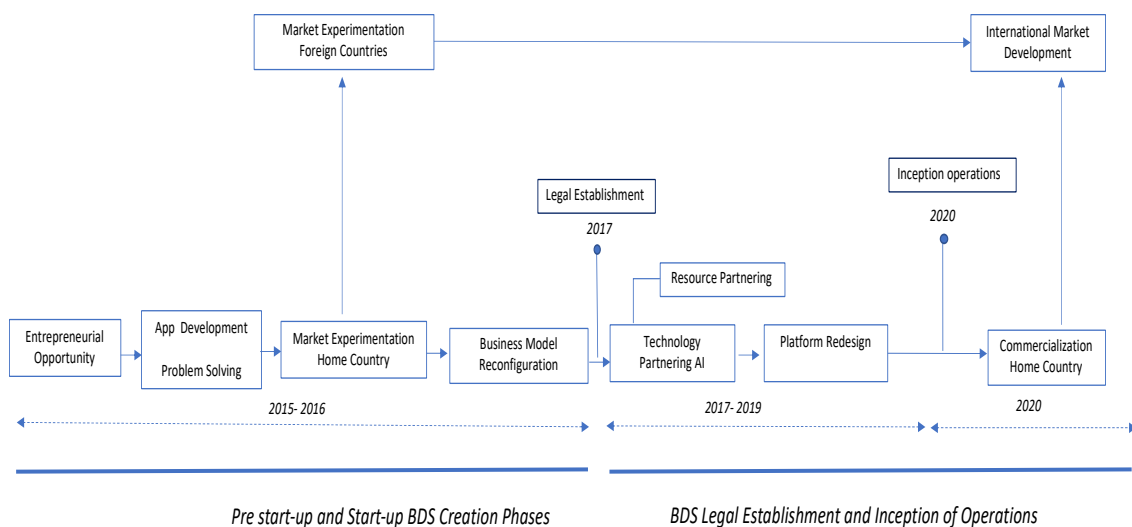 Market Experimentation
Foreign Countries
International Market
Development
Legal Establishment
2017
Inception operations
2020
Resource Partnering
Entrepreneurial
Opportunity
App Development
Problem Solving
Market Experimentation
Home Country
Business Model
Reconfiguration
Technology
Partnering AI
Platform Redesign
Commercialization
Home Country
2015- 2016
2017- 2019
2020
Pre start-up and Start-up BDS Creation Phases
BDS Legal Establishment and Inception of Operations